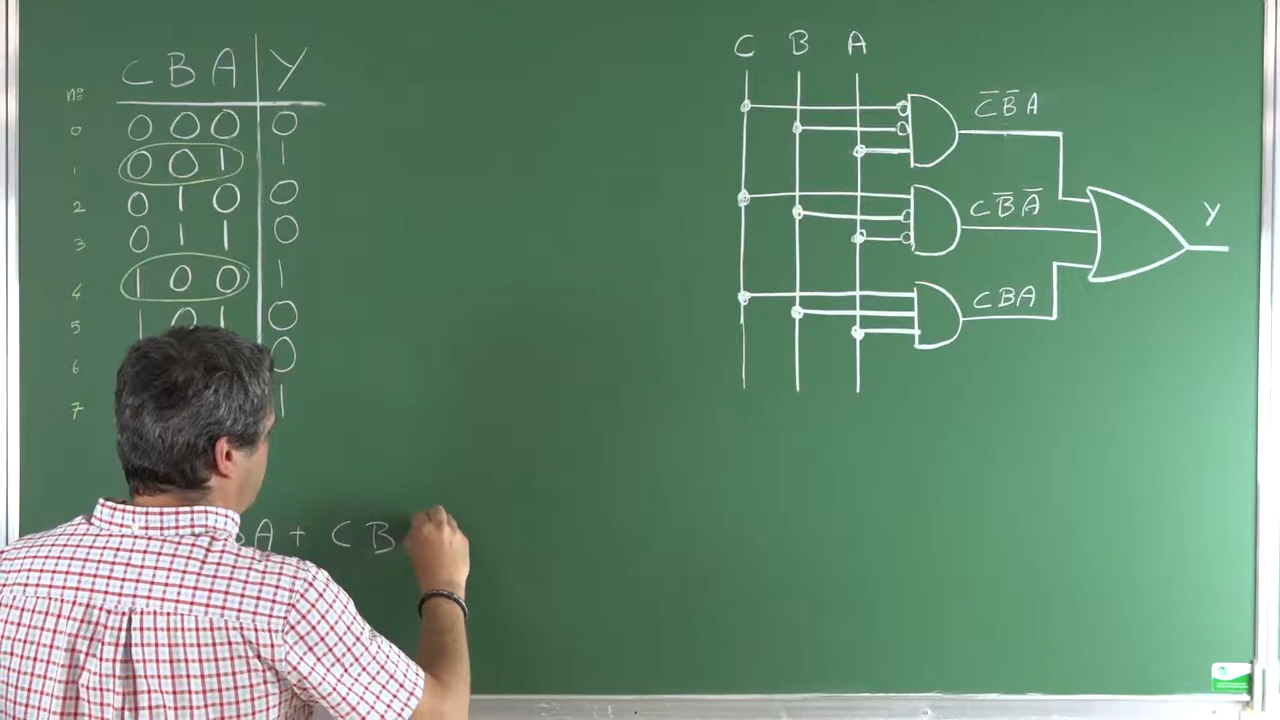 C B A Y
nº
0 0 0 0 0
1 0 0 1 1
2 0 1 0 0
3 0 1 1 0
4 1 0 0 1
5 1 0 1 0
6 0
7 1
A + C B
C B A
C̅ B̅ A
C B̅ A̅
C B A
Y